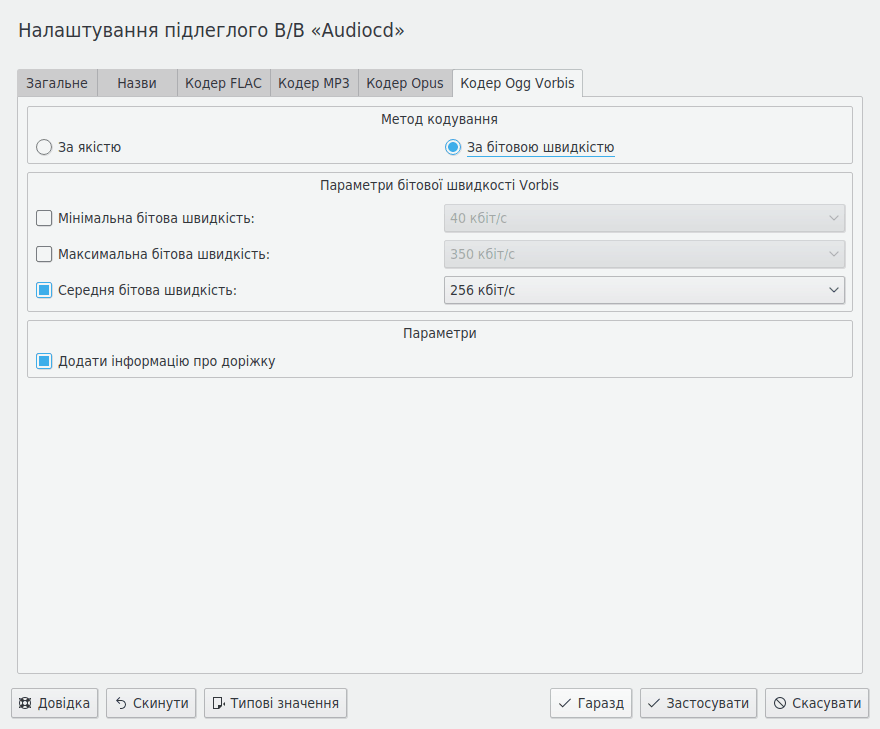 Налаштування підлеглого В/В «Audiocd»
Загальне Назви Кодер FLAC Кодер MP3 Кодер Opus Кодер Ogg Vorbis
Метод кодування
За якістю За бітовою швидкістю
Параметри бітової швидкості Vorbis
Мінімальна бітова швидкість: 40 кбіт/с
Максимальна бітова швидкість: 350 кбіт/с
Середня бітова швидкість: 256 кбіт/с
Параметри
Додати інформацію про доріжку
Довідка Скинути Типові значення Гаразд Застосувати Скасувати